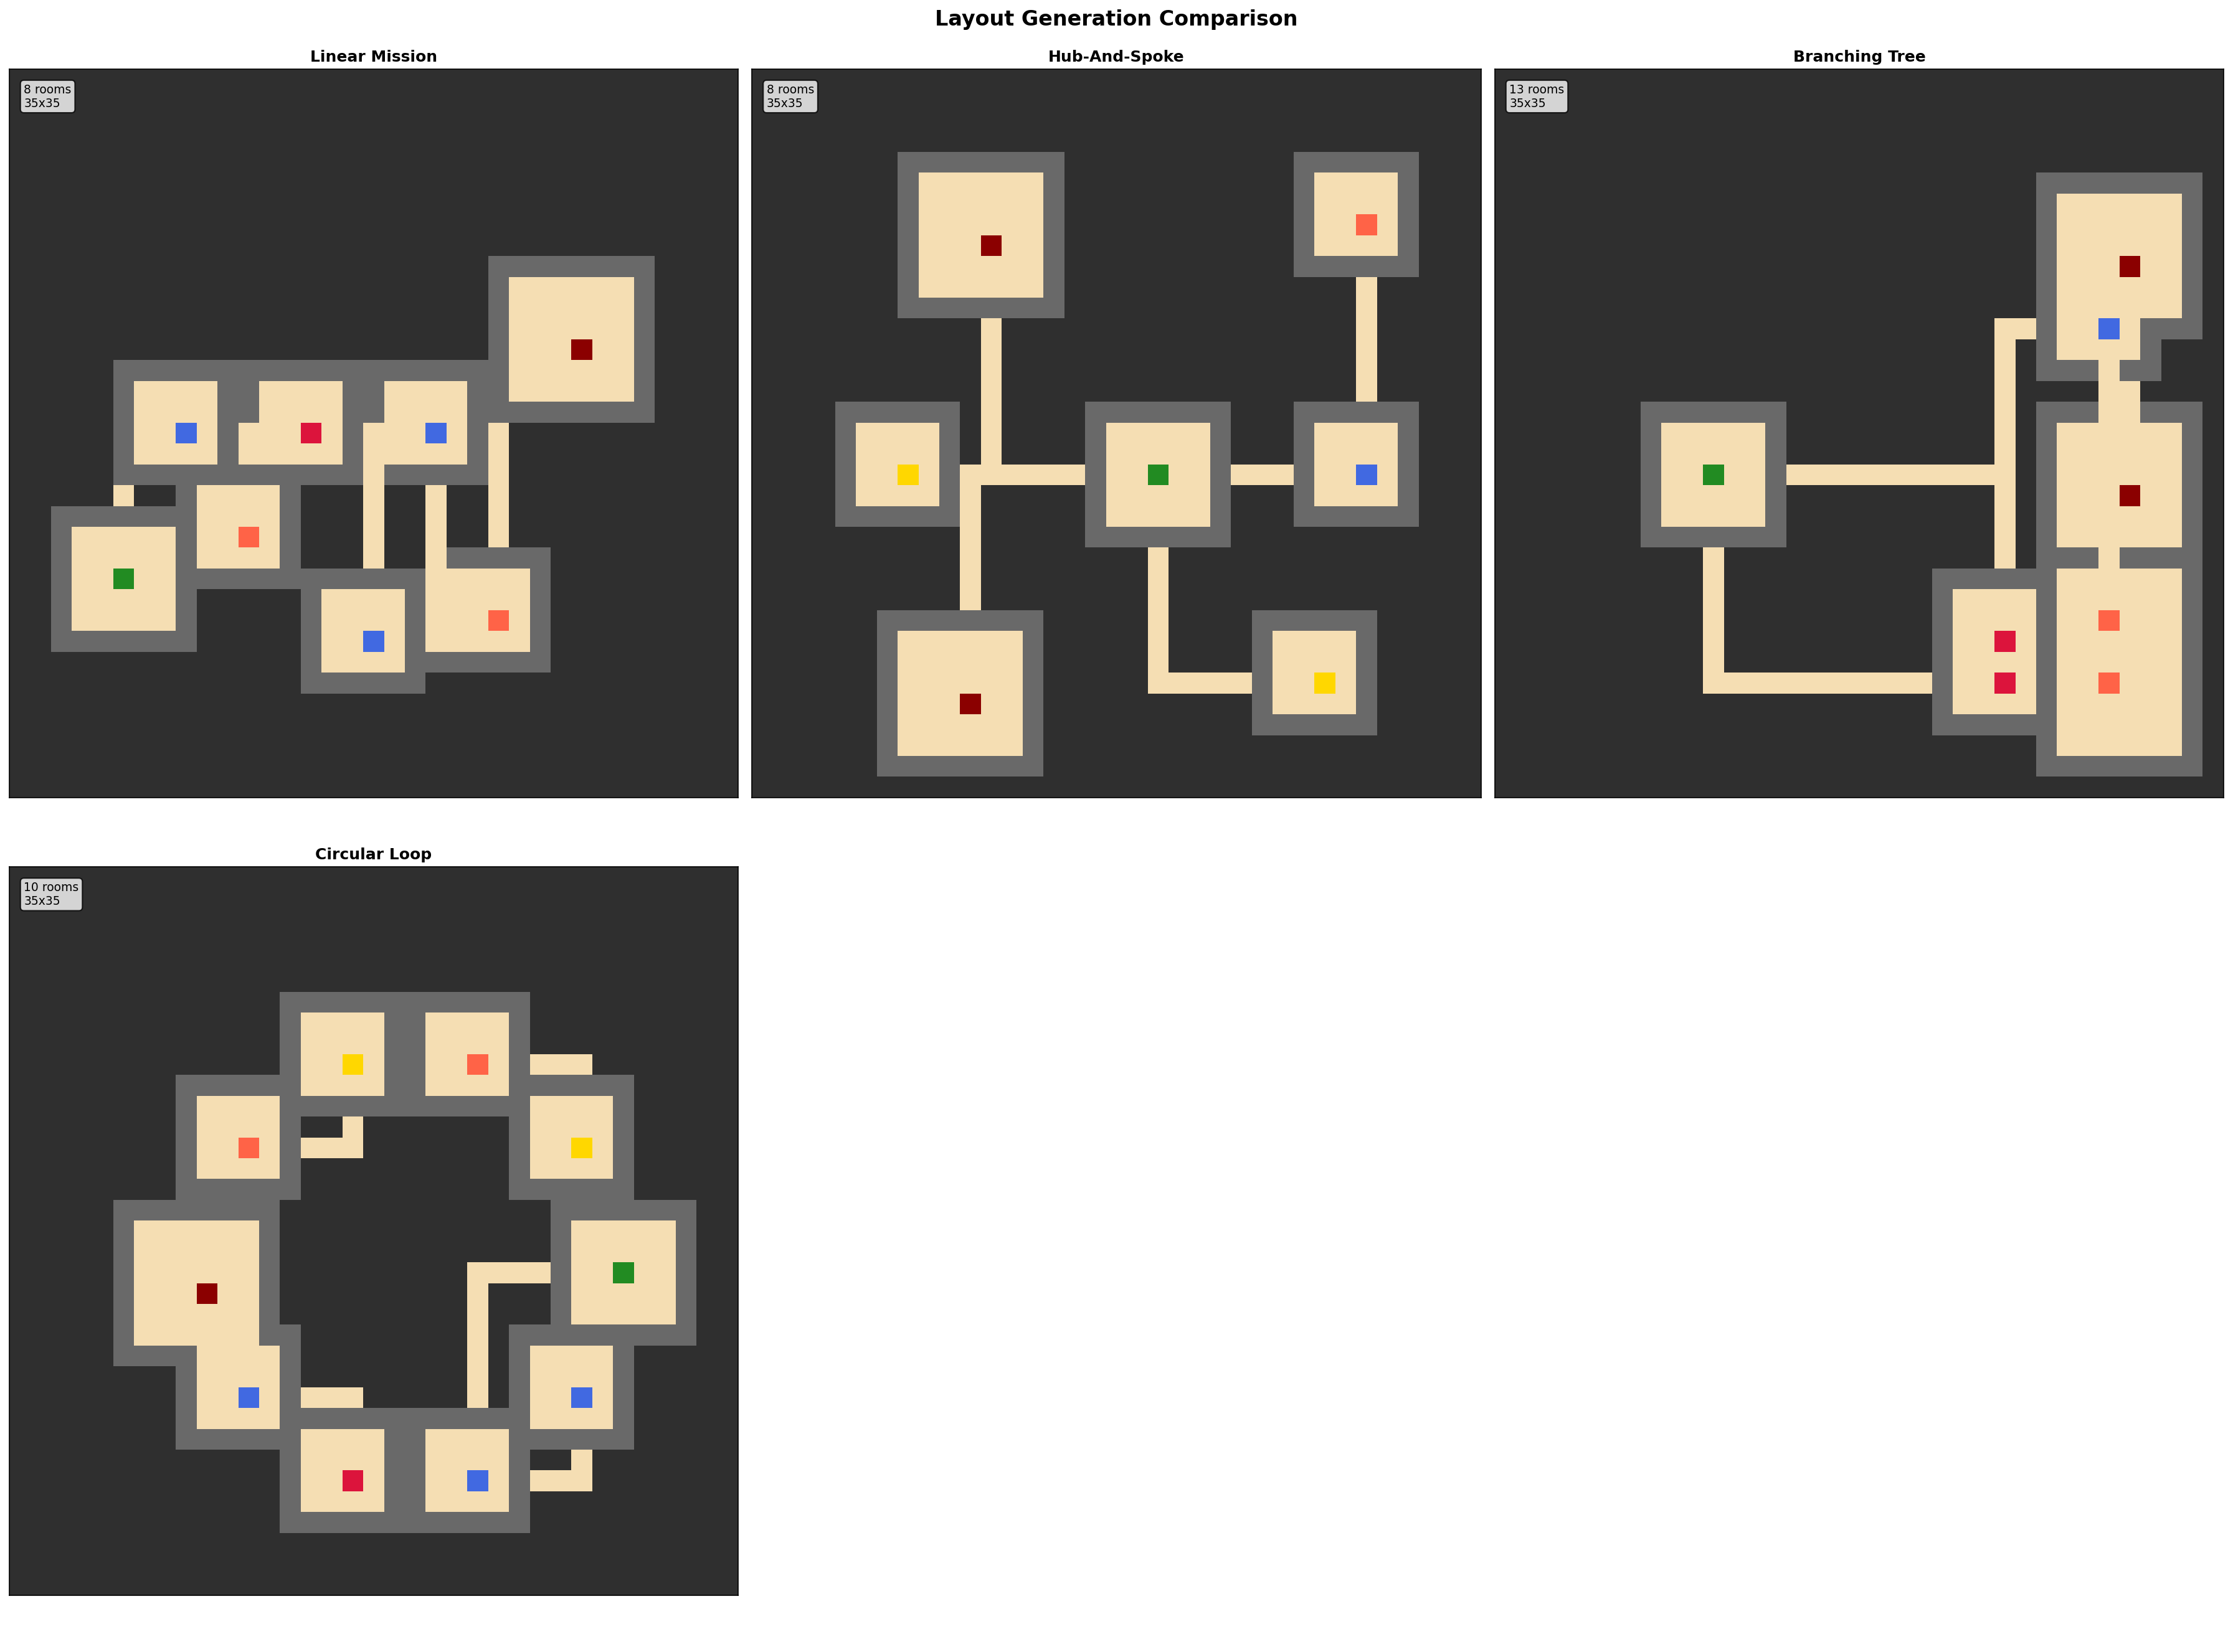 Layout Generation Comparison
Linear Mission
8 rooms
35x35
Hub-And-Spoke
8 rooms
35x35
Branching Tree
13 rooms
35x35
Circular Loop
10 rooms
35x35